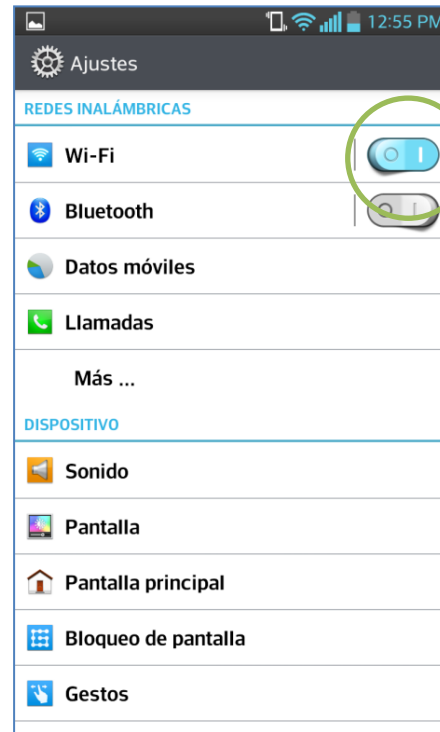 12:55 PM
Ajustes
REDES INALÁMBRICAS
Wi-Fi
Bluetooth
Datos móviles
Llamadas
Más ...
DISPOSITIVO
Sonido
Pantalla
Pantalla principal
Bloqueo de pantalla
Gestos